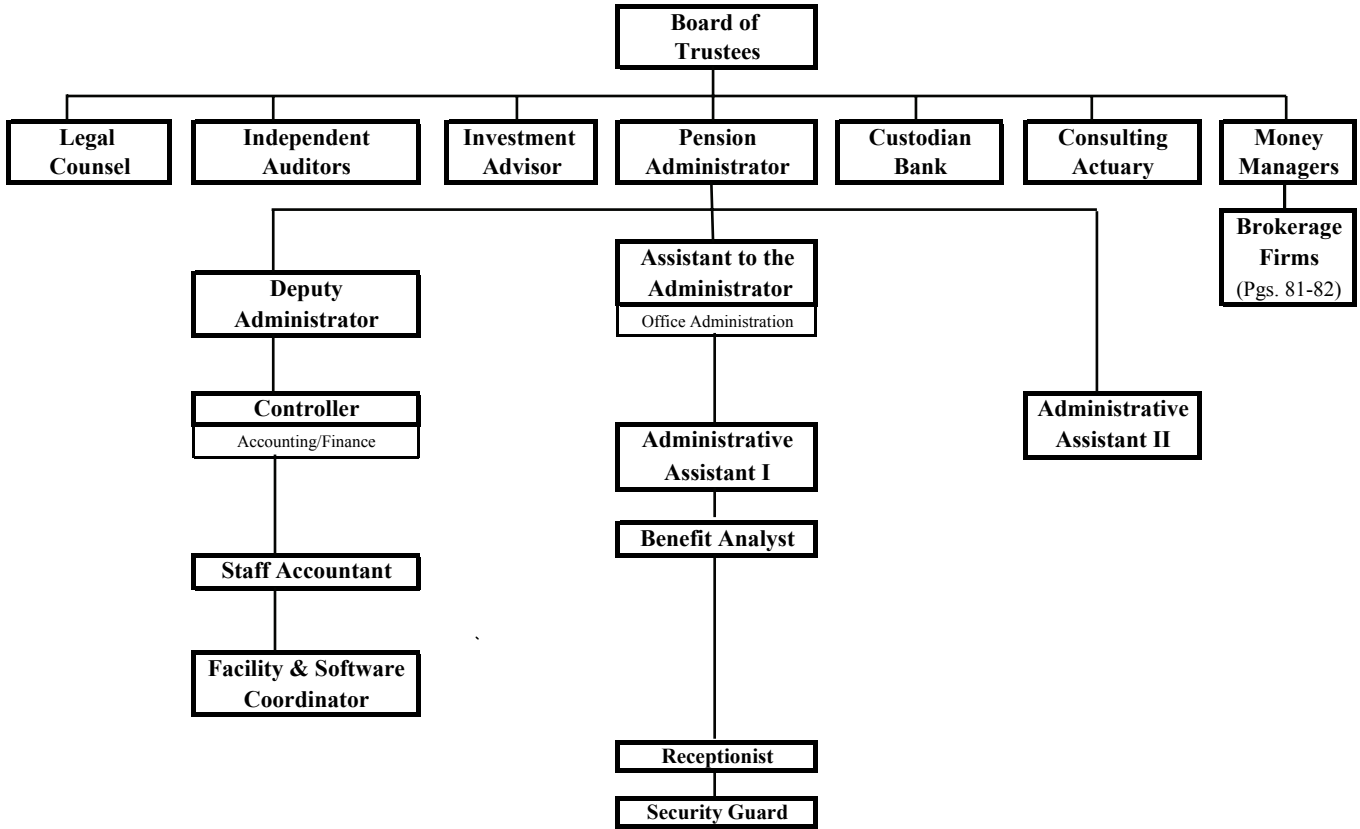 Board of
Trustees
Legal
Counsel
Independent
Auditors
Investment
Advisor
Pension
Administrator
Custodian
Bank
Consulting
Actuary
Money
Managers
Brokerage
Firms
(Pgs. 81-82)
Assistant to the
Administrator
Office Administration
Deputy
Administrator
Controller
Accounting/Finance
Administrative
Assistant II
Administrative
Assistant I
Benefit Analyst
Staff Accountant
Facility & Software
Coordinator
Receptionist
Security Guard